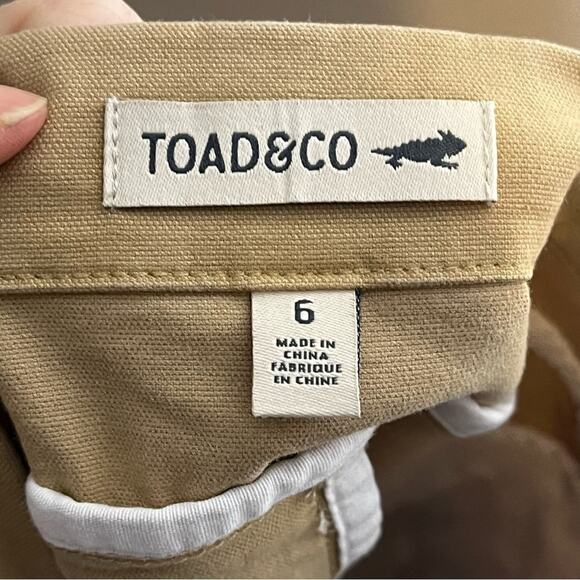 TOAD&CO
6
MADE IN
CHINA
FABRIQUE
EN CHINE